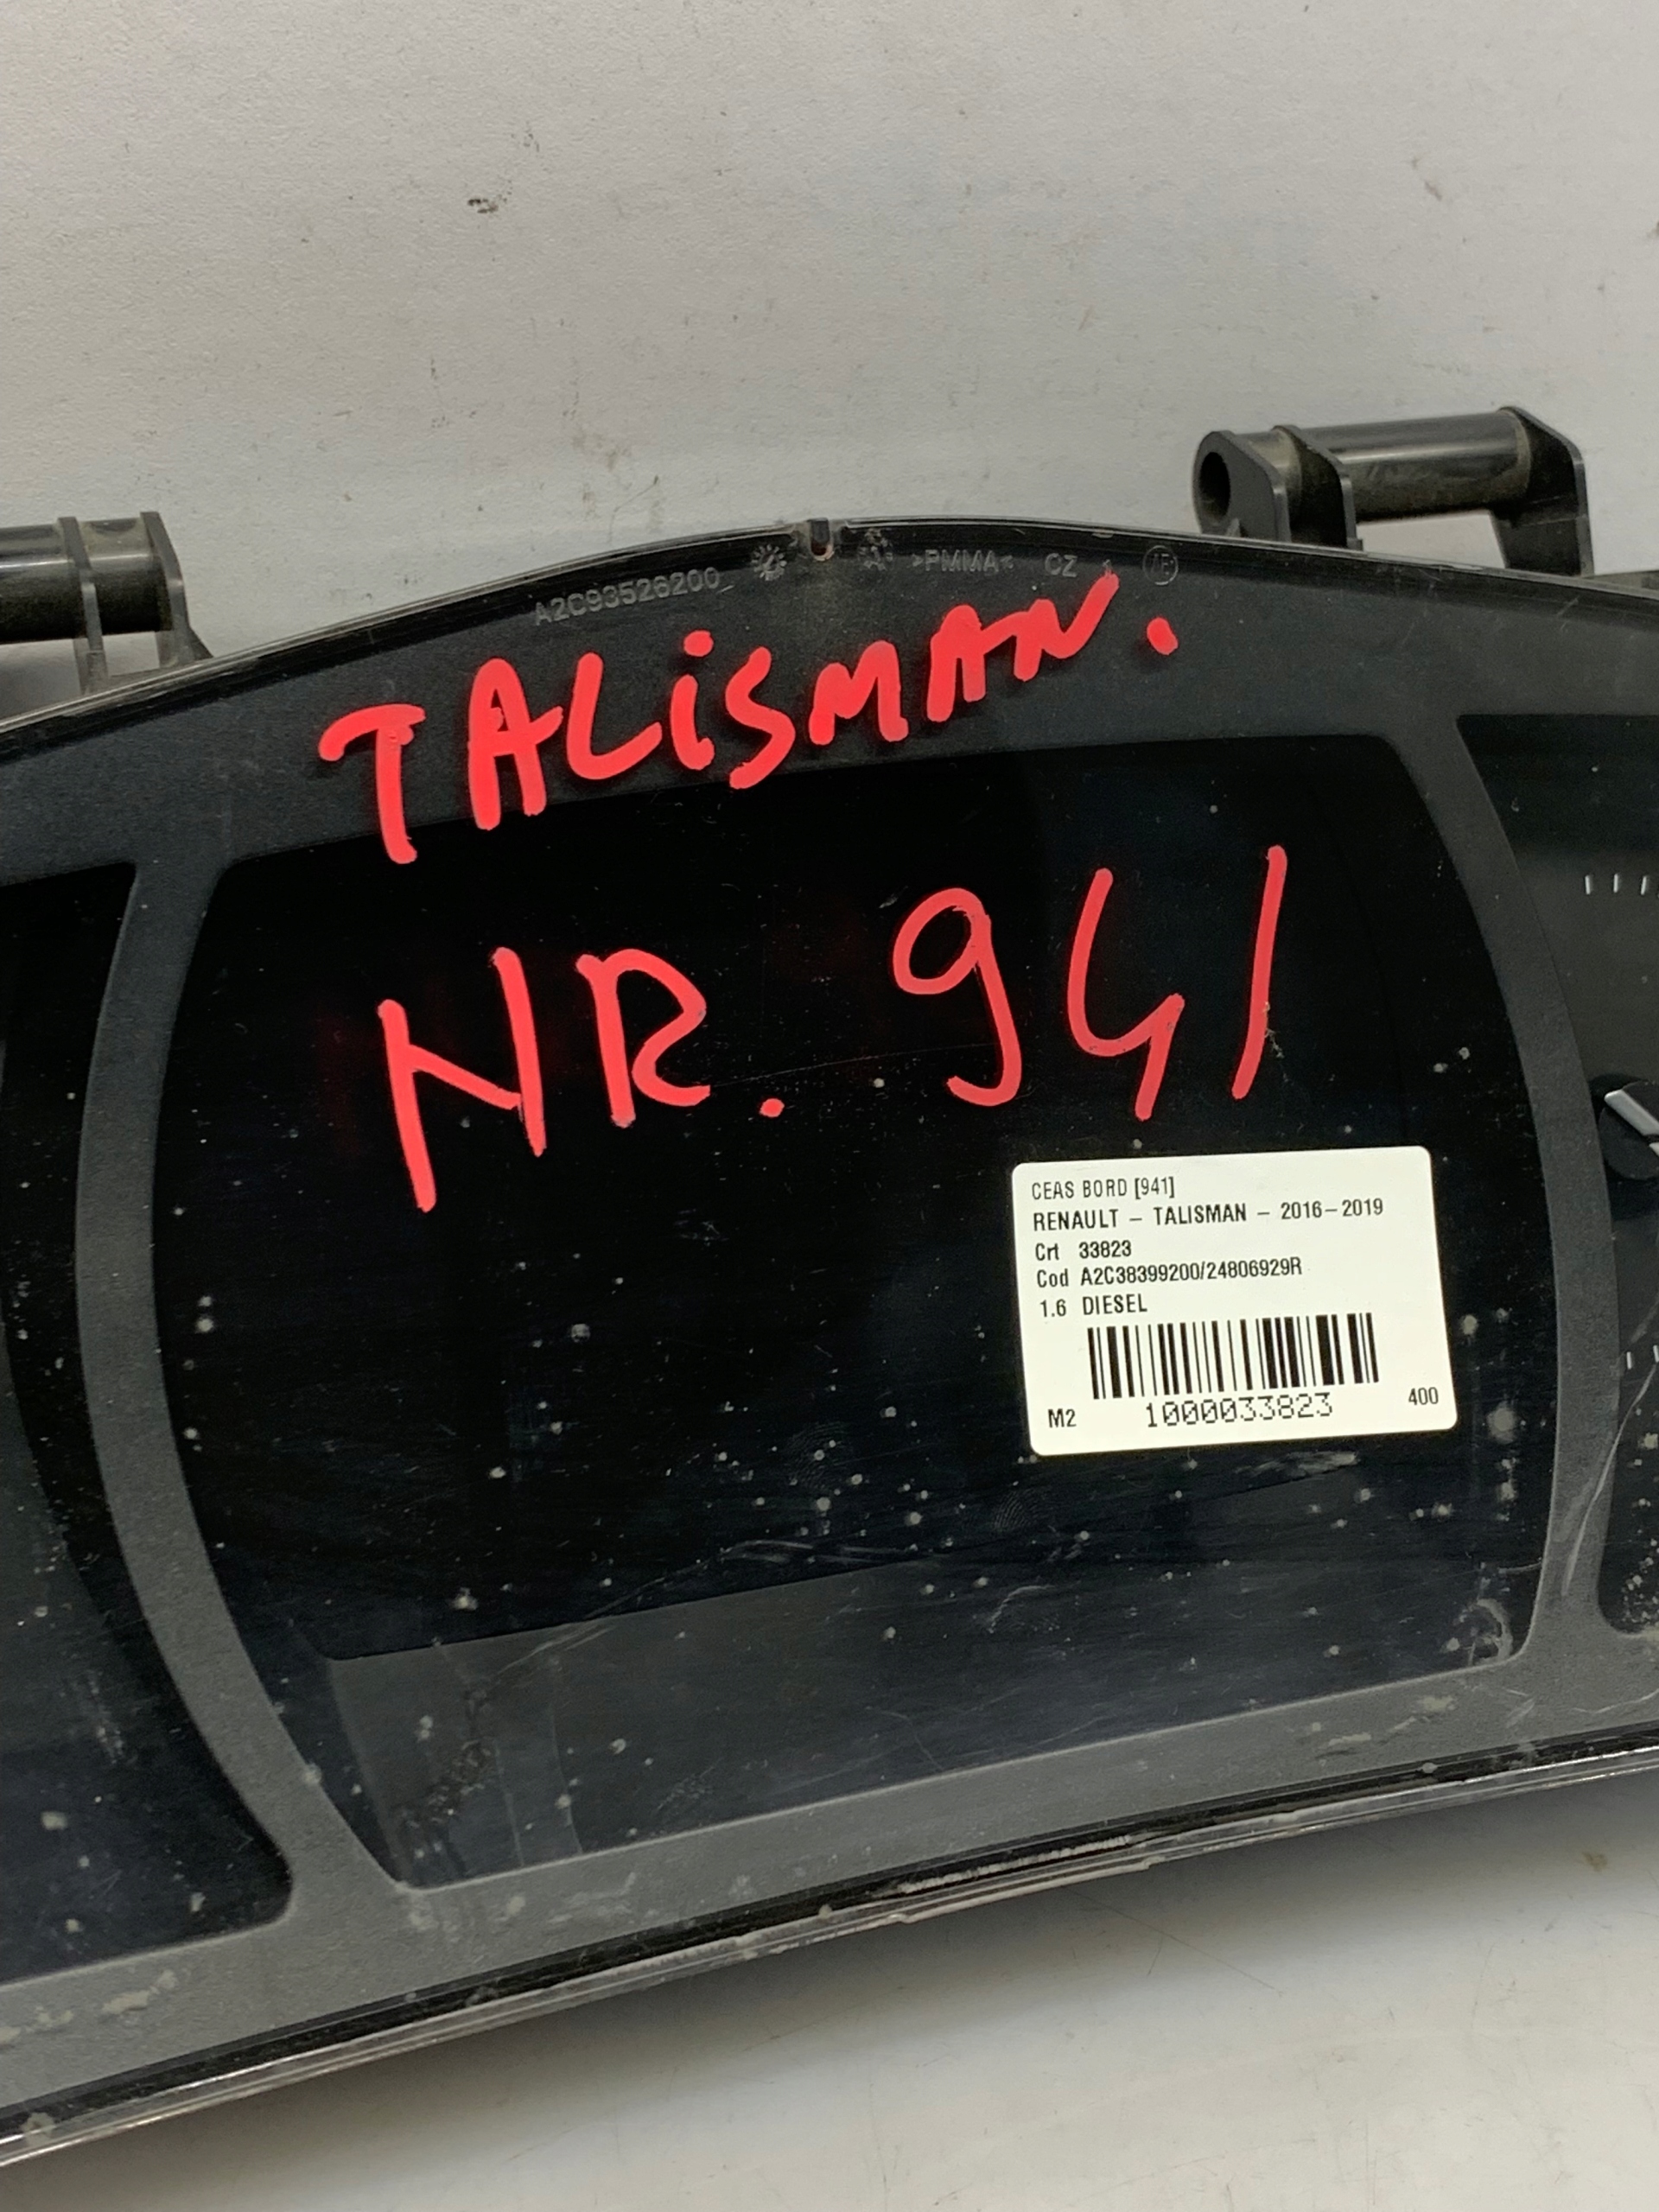 A2C93526200 >PMMA< CZ
TALiSMAN.
NR. 941
CEAS BORD [941]
RENAULT – TALISMAN – 2016–2019
Crt 33823
Cod A2C38399200/24806929R
1.6 DIESEL
M2 1000033823 400